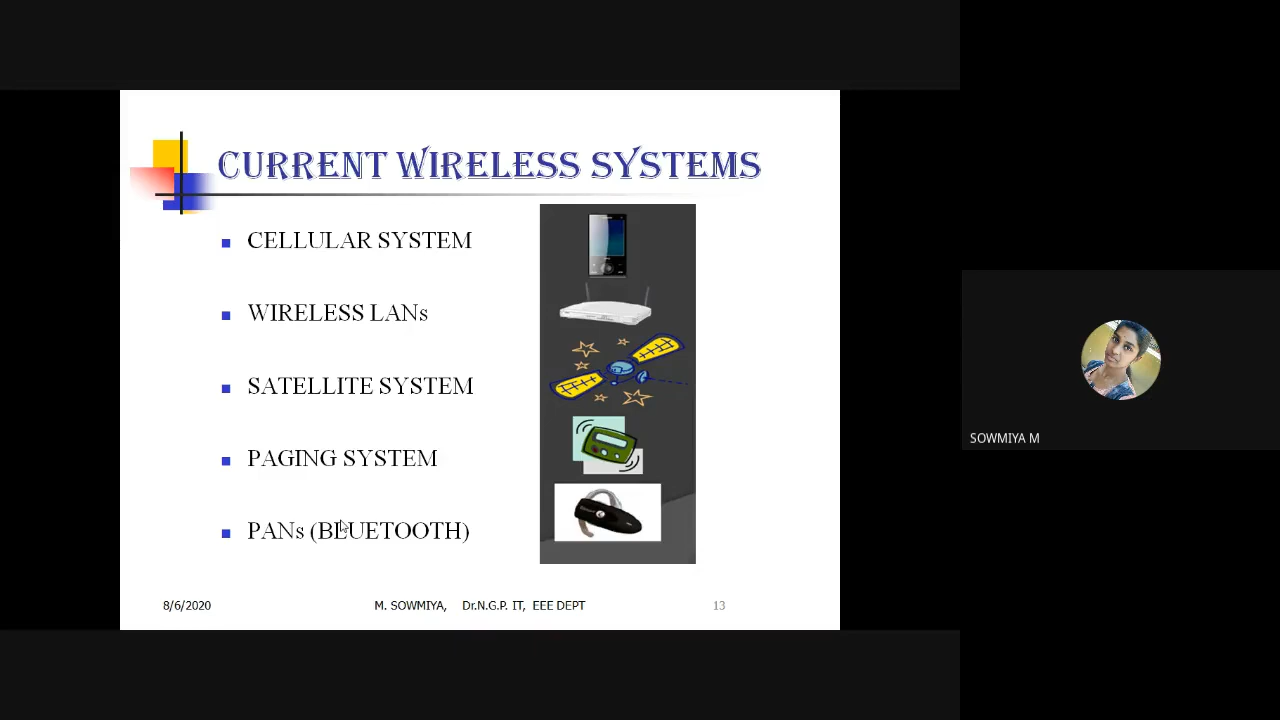 CURRENT WIRELESS SYSTEMS
CELLULAR SYSTEM
WIRELESS LANs
SATELLITE SYSTEM
PAGING SYSTEM
PANs (BLUETOOTH)
8/6/2020 M. SOWMIYA, Dr.N.G.P. IT, EEE DEPT 13
SOWMIYA M